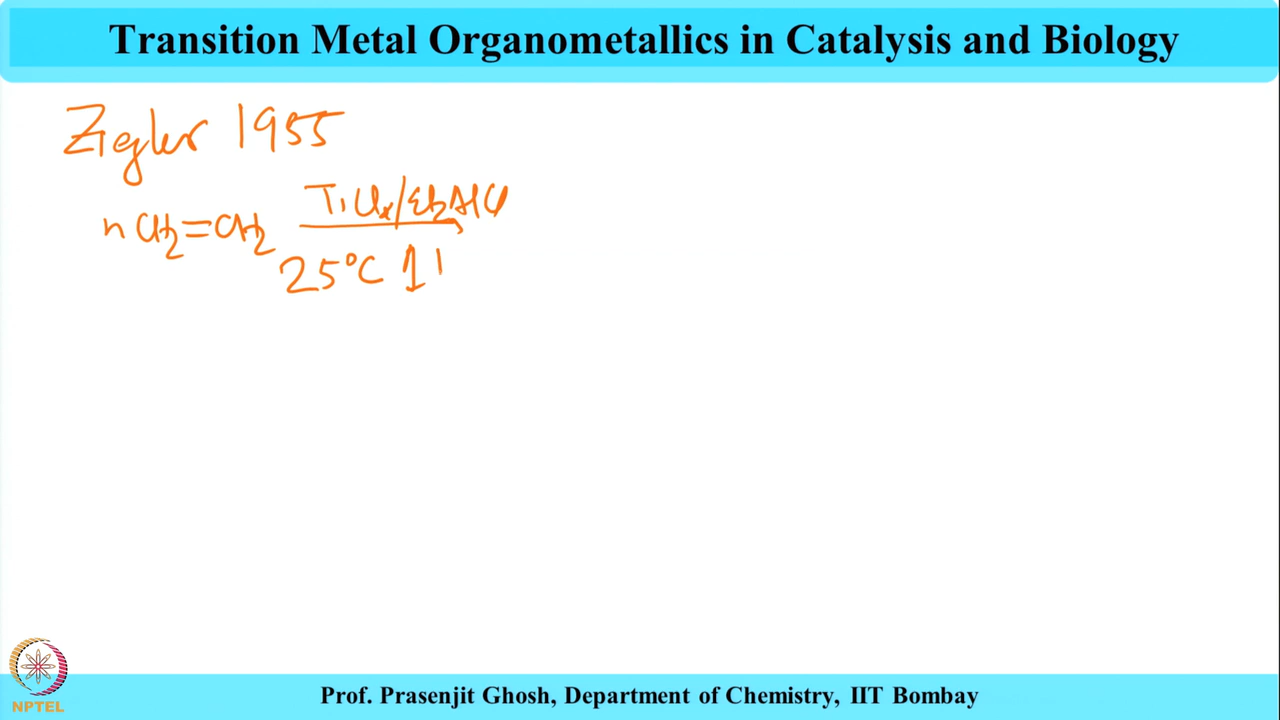 Transition Metal Organometallics in Catalysis and Biology
Ziegler 1955
n CH2=CH2 TiClx/Et2AlCl
25°C 1
NPTEL
Prof. Prasenjit Ghosh, Department of Chemistry, IIT Bombay